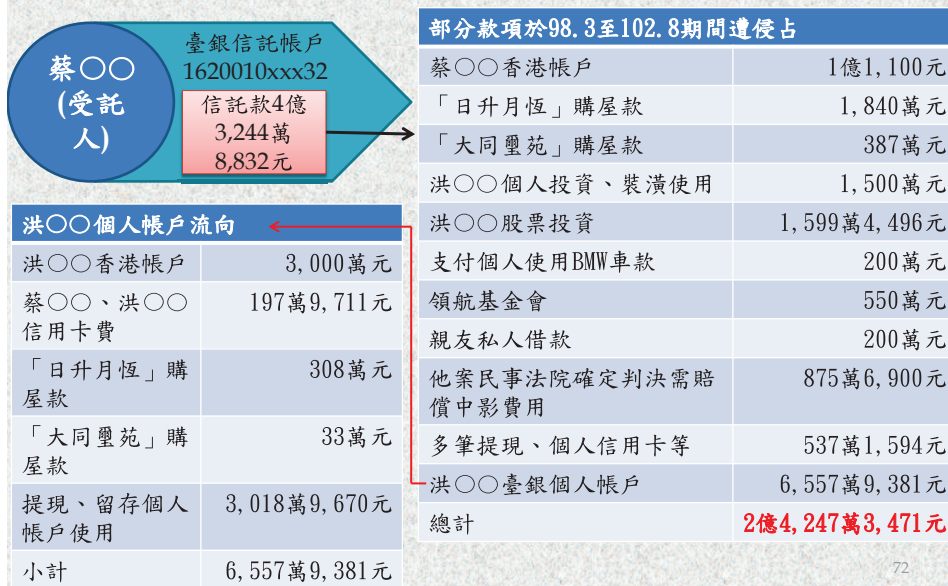 蔡○○
(受託
人)
臺銀信託帳戶
1620010xxx32
信託款4億
3,244萬
8,832元
部分款項於98.3至102.8期間遭侵占
蔡○○香港帳戶 1億1,100元
「日升月恆」購屋款 1,840萬元
「大同璽苑」購屋款 387萬元
洪○○個人投資、裝潢使用 1,500萬元
洪○○股票投資 1,599萬4,496元
支付個人使用BMW車款 200萬元
領航基金會 550萬元
親友私人借款 200萬元
他案民事法院確定判決需賠 875萬6,900元
償中影費用
多筆提現、個人信用卡等 537萬1,594元
洪○○臺銀個人帳戶 6,557萬9,381元
總計 2億4,247萬3,471元
洪○○個人帳戶流向
洪○○香港帳戶 3,000萬元
蔡○○、洪○○ 197萬9,711元
信用卡費
「日升月恆」購 308萬元
屋款
「大同璽苑」購 33萬元
屋款
提現、留存個人 3,018萬9,670元
帳戶使用
小計 6,557萬9,381元
72